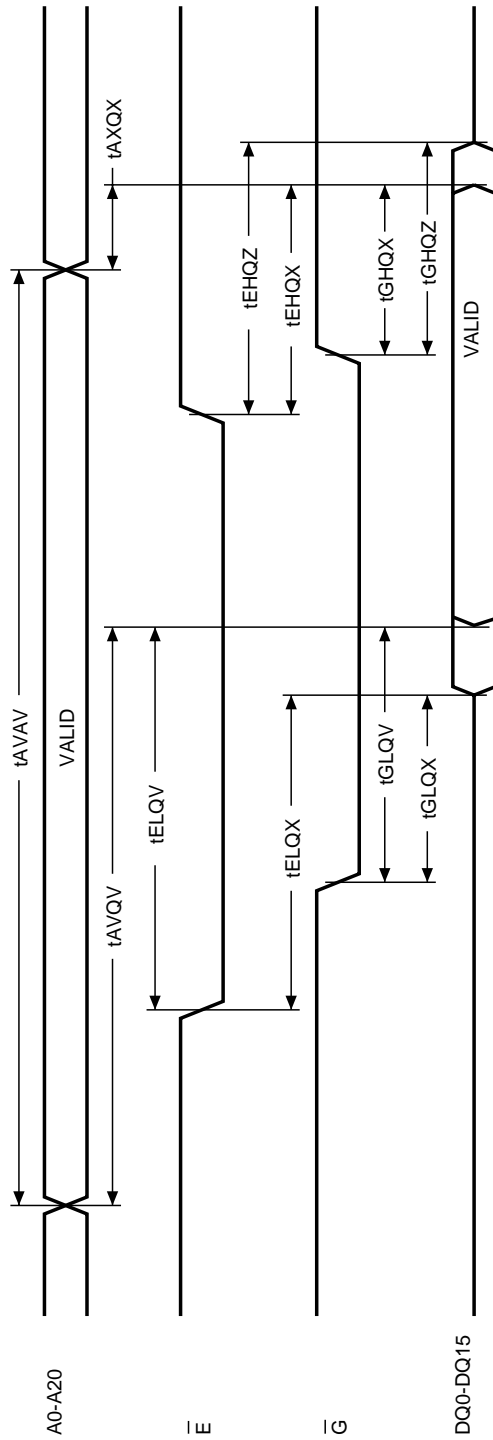 A0-A20
VALID
tAVAV
tAVQV
tAXQX
E
tELQV
tELQX
tEHQZ
tEHQX
G
tGLQV
tGLQX
tGHQX
tGHQZ
DQ0-DQ15
VALID